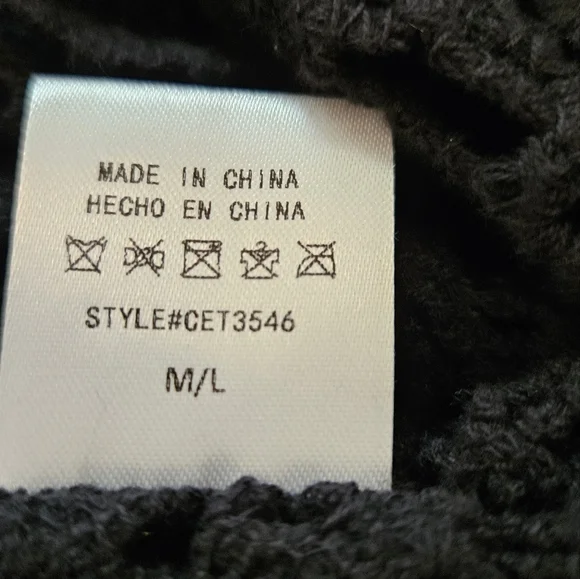 MADE IN CHINA
HECHO EN CHINA
STYLE#CET3546
M/L